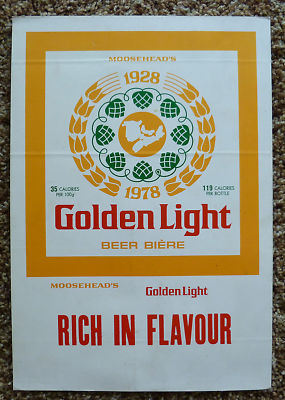 MOOSEHEAD'S
1928
1978
35 CALORIES
PER 100g
119 CALORIES
PER BOTTLE
Golden Light
BEER BIÈRE
MOOSEHEAD'S
Golden Light
RICH IN FLAVOUR